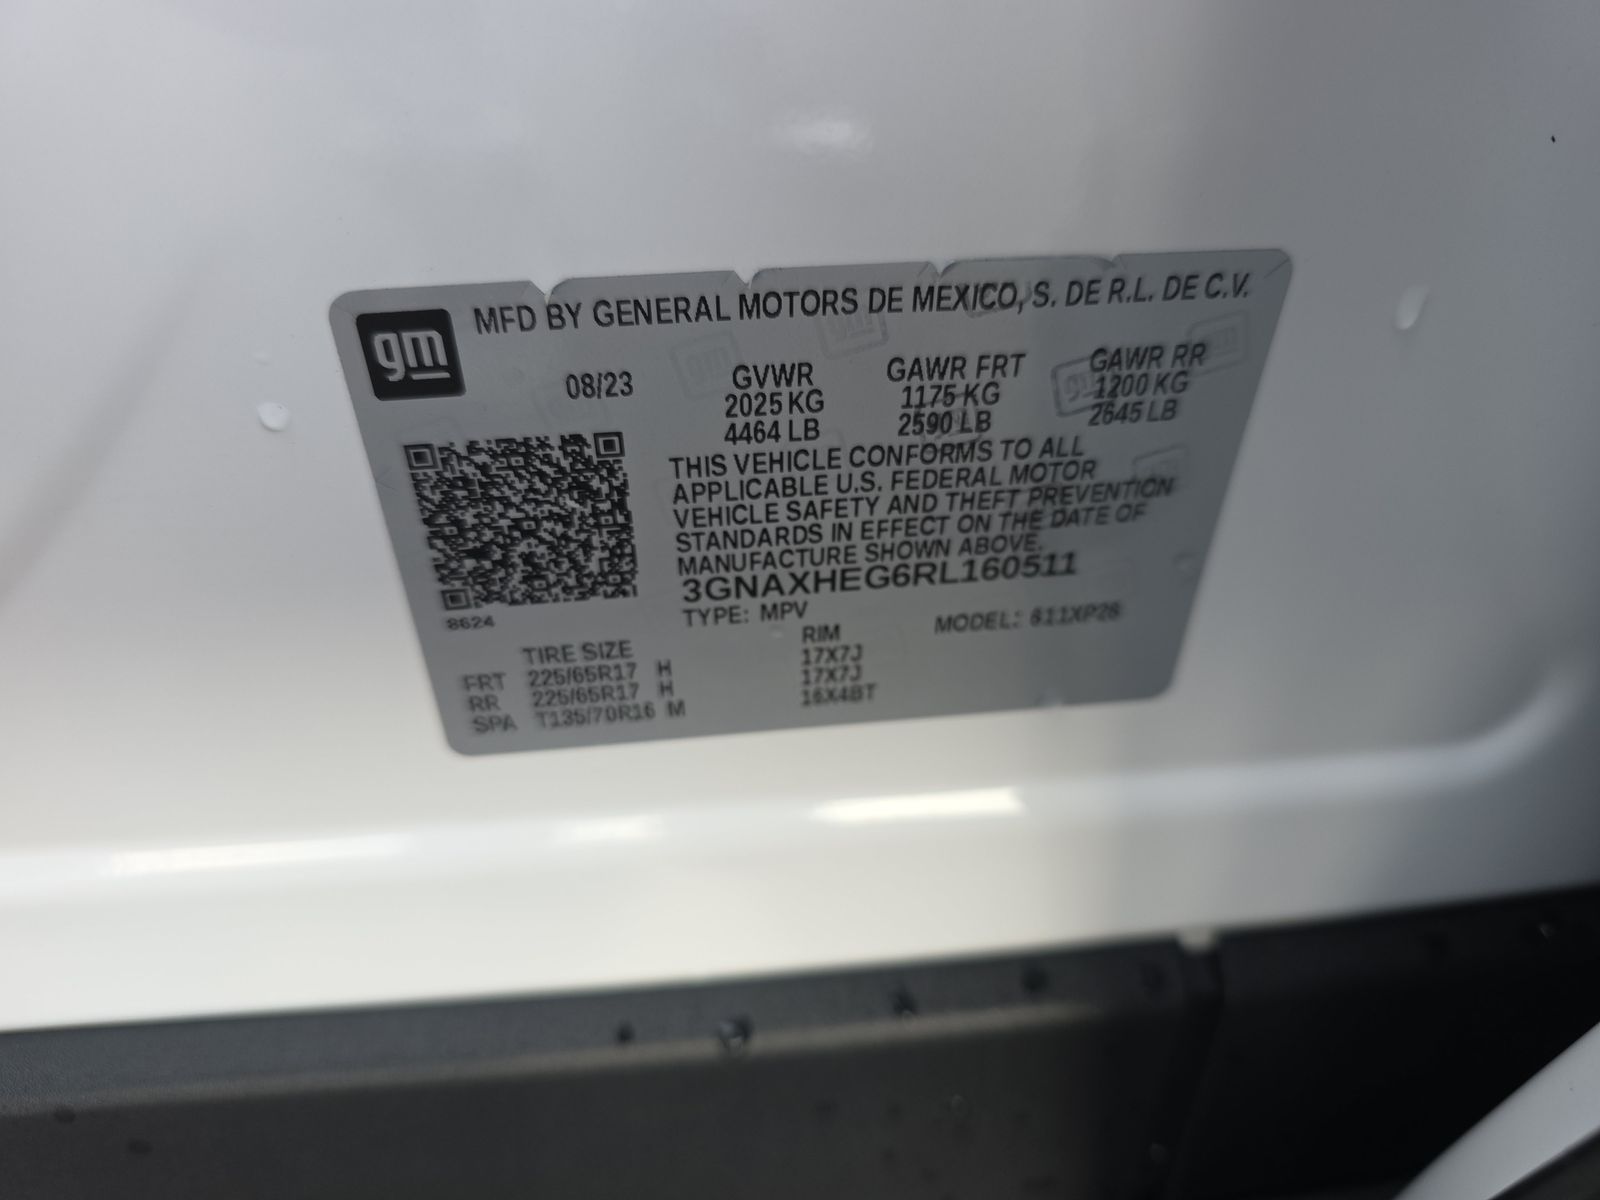 gm
MFD BY GENERAL MOTORS DE MEXICO, S. DE R.L. DE C.V.
08/23 GVWR GAWR FRT GAWR RR
2025 KG 1175 KG 1200 KG
4464 LB 2590 LB 2645 LB
THIS VEHICLE CONFORMS TO ALL
APPLICABLE U.S. FEDERAL MOTOR
VEHICLE SAFETY AND THEFT PREVENTION
STANDARDS IN EFFECT ON THE DATE OF
MANUFACTURE SHOWN ABOVE.
3GNAXHEG6RL160511
8624
TYPE: MPV MODEL: 611XP26
TIRE SIZE RIM
FRT 225/65R17 H 17X7J
RR 225/65R17 H 17X7J
SPA T135/70R16 M 16X4BT